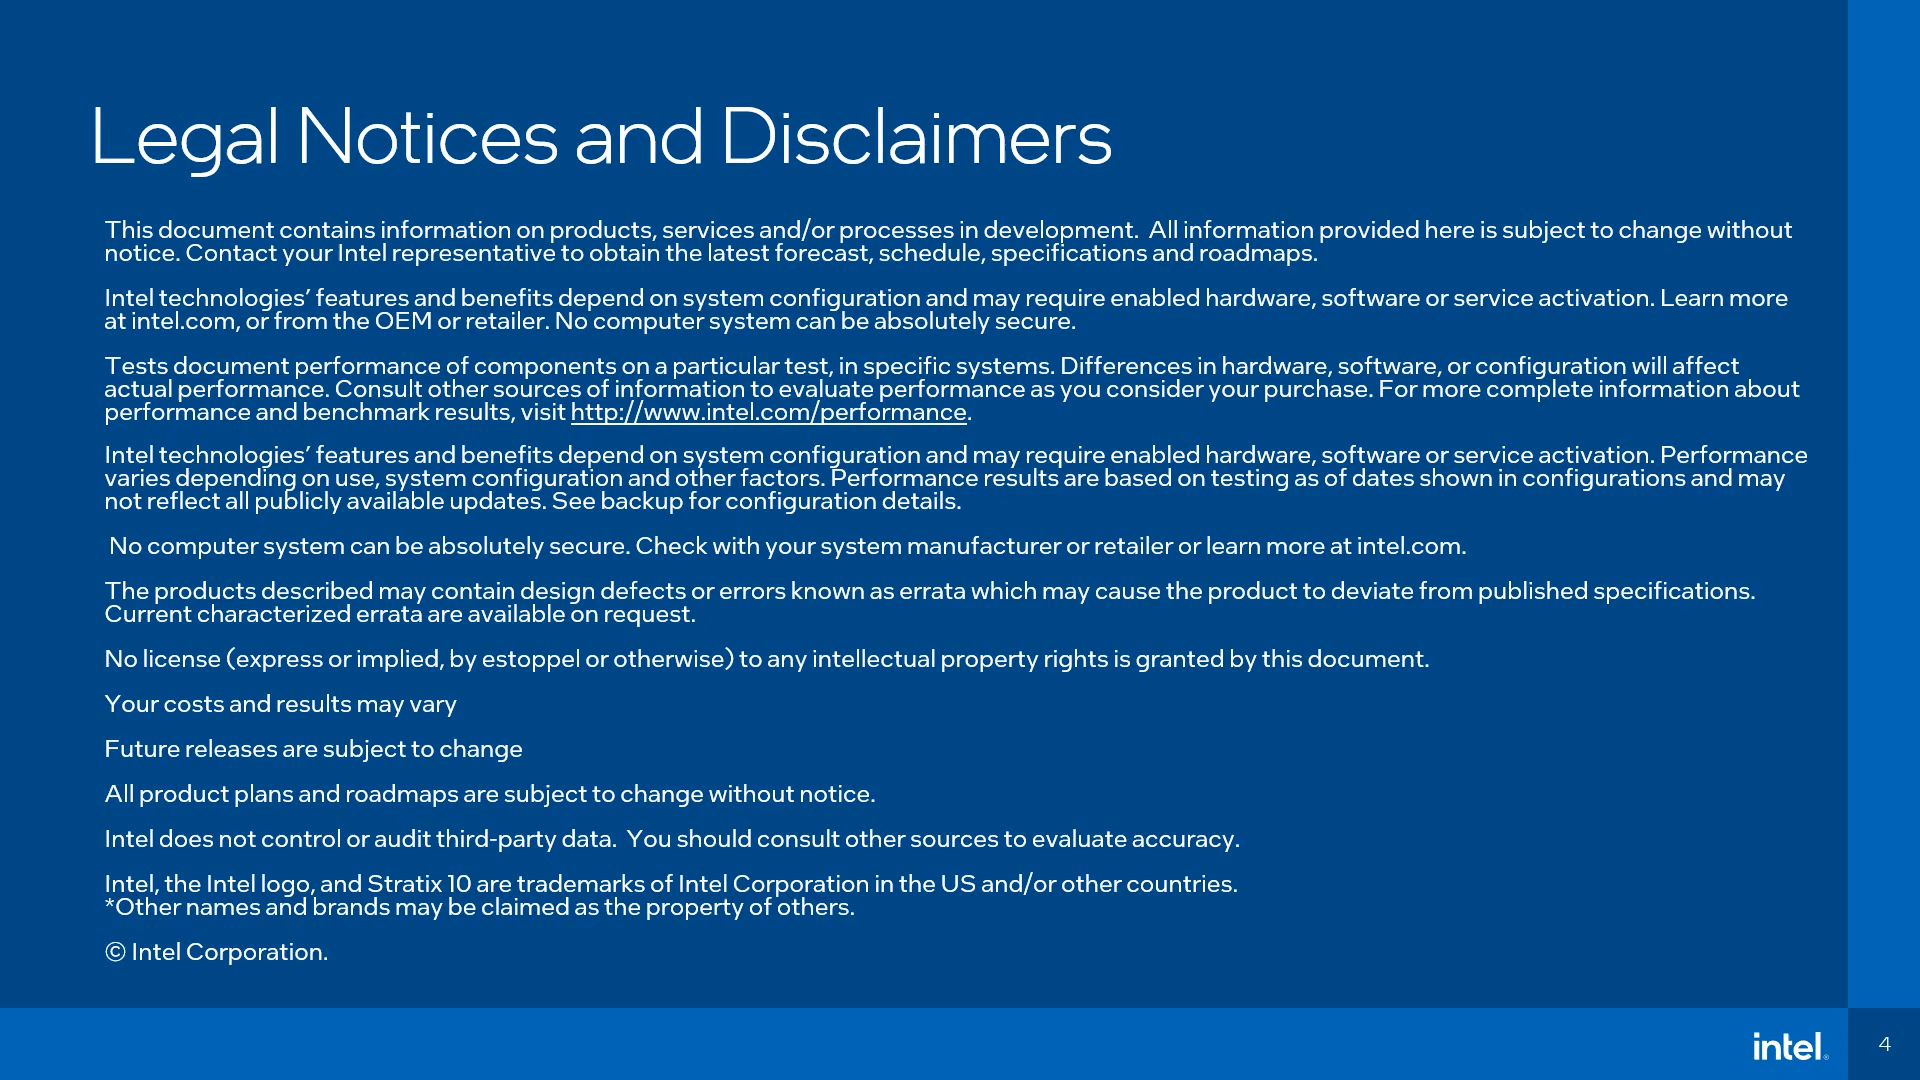 Legal Notices and Disclaimers
This document contains information on products, services and/or processes in development.  All information provided here is subject to change without
notice. Contact your Intel representative to obtain the latest forecast, schedule, specifications and roadmaps.
Intel technologies’ features and benefits depend on system configuration and may require enabled hardware, software or service activation. Learn more
at intel.com, or from the OEM or retailer. No computer system can be absolutely secure.
Tests document performance of components on a particular test, in specific systems. Differences in hardware, software, or configuration will affect
actual performance. Consult other sources of information to evaluate performance as you consider your purchase. For more complete information about
performance and benchmark results, visit http://www.intel.com/performance.
Intel technologies’ features and benefits depend on system configuration and may require enabled hardware, software or service activation. Performance
varies depending on use, system configuration and other factors. Performance results are based on testing as of dates shown in configurations and may
not reflect all publicly available updates. See backup for configuration details.
No computer system can be absolutely secure. Check with your system manufacturer or retailer or learn more at intel.com.
The products described may contain design defects or errors known as errata which may cause the product to deviate from published specifications.
Current characterized errata are available on request.
No license (express or implied, by estoppel or otherwise) to any intellectual property rights is granted by this document.
Your costs and results may vary
Future releases are subject to change
All product plans and roadmaps are subject to change without notice.
Intel does not control or audit third-party data.  You should consult other sources to evaluate accuracy.
Intel, the Intel logo, and Stratix 10 are trademarks of Intel Corporation in the US and/or other countries.
*Other names and brands may be claimed as the property of others.
© Intel Corporation.
intel®
4